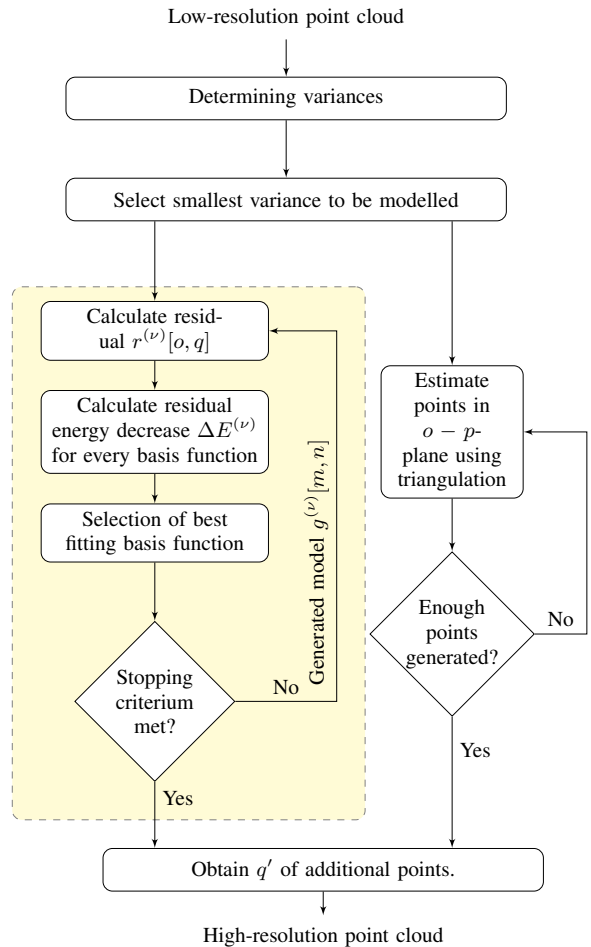 Low-resolution point cloud
Determining variances
Select smallest variance to be modelled
Calculate resid-
ual r^{(ν)}[o, q]
Calculate residual
energy decrease ΔE^{(ν)}
for every basis function
Selection of best
fitting basis function
Stopping
criterium
met?
No
Generated model g^{(ν)}[m, n]
Yes
Estimate
points in
o − p-
plane using
triangulation
Enough
points
generated?
No
Yes
Obtain q′ of additional points.
High-resolution point cloud